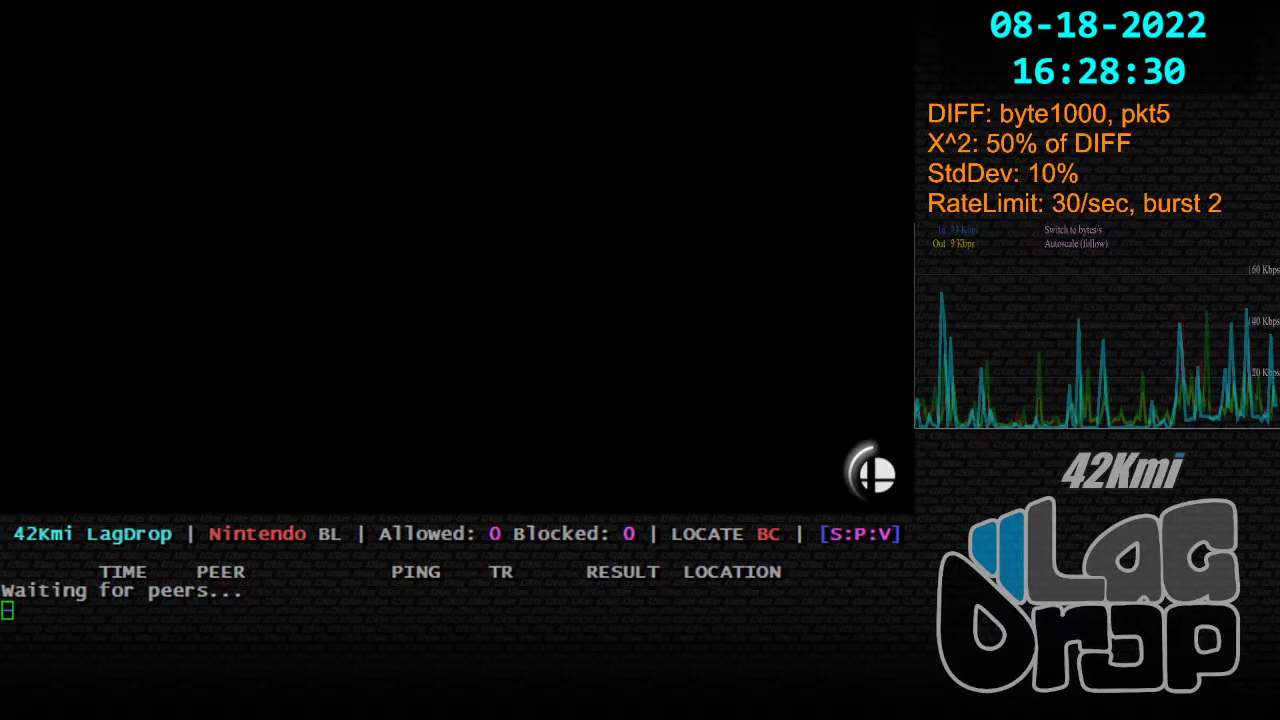 08-18-2022
16:28:30
DIFF: byte1000, pkt5
X^2: 50% of DIFF
StdDev: 10%
RateLimit: 30/sec, burst 2
Switch to bytes/s
Out 9 Kbps
Autoscale (follow)
160 Kbps
20 Kbps
42Kmi
LagDrop
42Kmi LagDrop | Nintendo BL | Allowed: 0 Blocked: 0 | LOCATE BC | [S:P:V]
TIME PEER PING TR RESULT LOCATION
Waiting for peers...